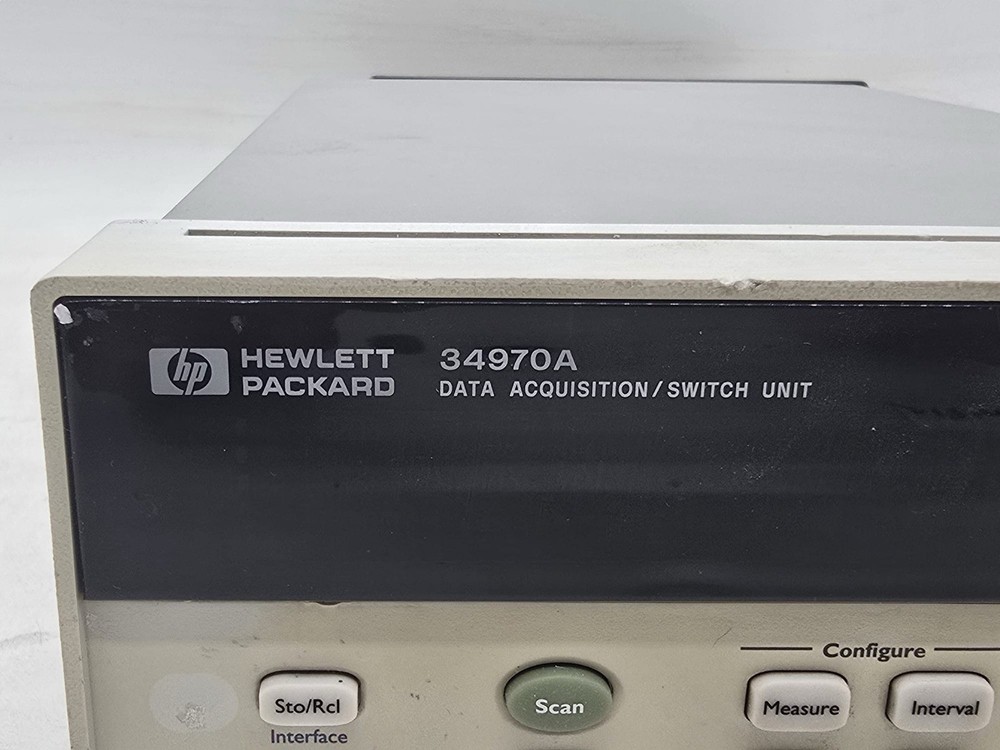 hp HEWLETT PACKARD
34970A
DATA ACQUISITION/SWITCH UNIT
Configure
Sto/Rcl
Scan
Measure
Interval
Interface